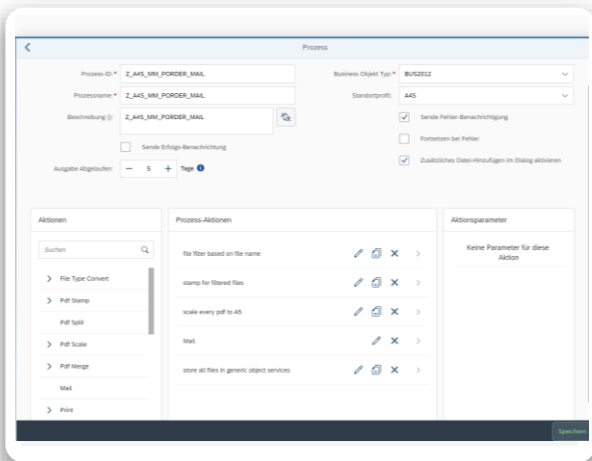 Prozess
Prozess-ID:* Z_A4S_MM_PORDER_MAIL
Business Objekt Typ:* BUS2012
Prozessname:* Z_A4S_MM_PORDER_MAIL
Standortprofil: A4S
Beschreibung Z_A4S_MM_PORDER_MAIL
Sende Fehler-Benachrichtigung
Sende Erfolgs-Benachrichtung
Fortsetzen bei Fehler
Ausgabe Abgelaufen: − 5 + Tage
Zusätzliches Datei-Hinzufügen im Dialog aktivieren
Aktionen
Suchen
File Type Convert
Pdf Stamp
Pdf Split
Pdf Scale
Pdf Merge
Mail
Print
Prozess-Aktionen
file filter based on file name
stamp for filtered files
scale every pdf to A5
Mail
store all files in generic object services
Aktionsparameter
Keine Parameter für diese
Aktion
Speichern